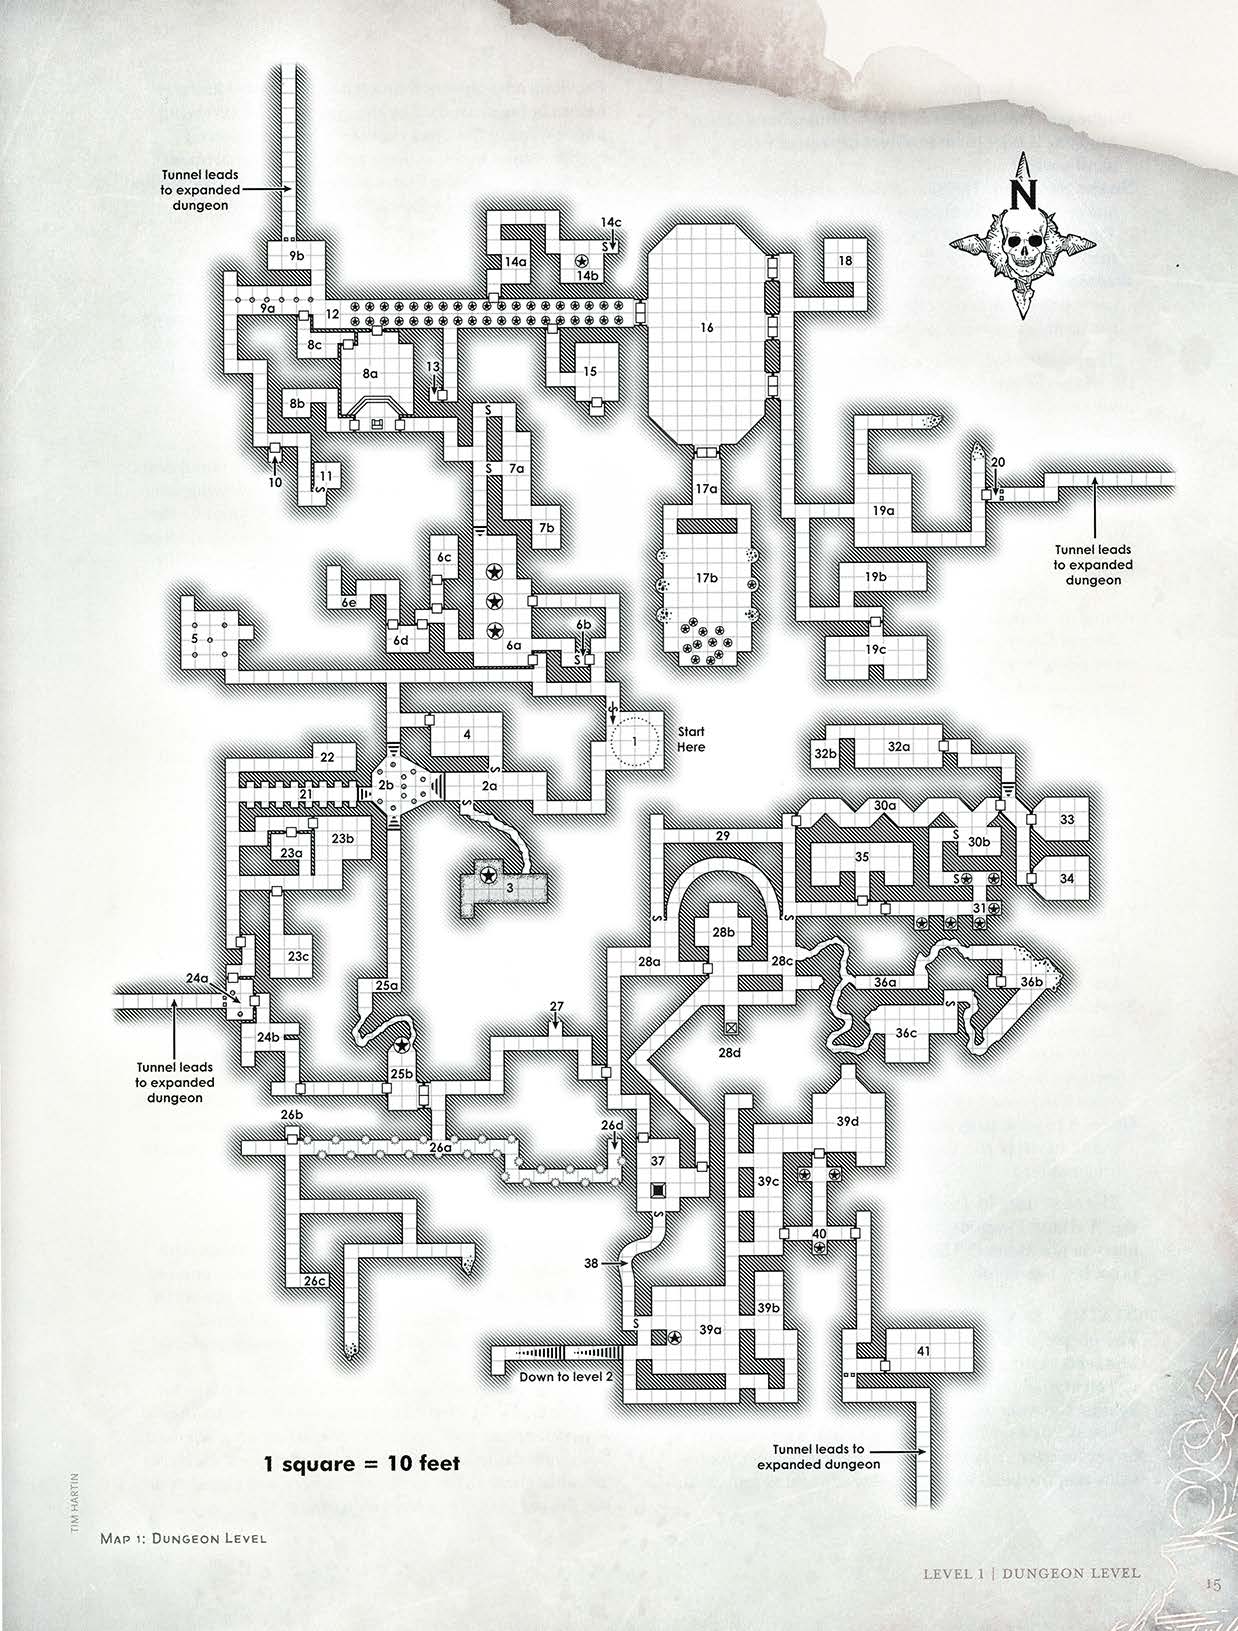 Tunnel leads
to expanded
dungeon
N
14c
S
9b
14a
14b
18
9a
12
16
8c
13
8a
15
8b
S
S
7a
20
10
11
S
17a
19a
7b
Tunnel leads
to expanded
dungeon
6c
17b
19b
6e
6b
5
6d
6a
S
19c
S
1
Start
Here
4
32b
32a
22
S
2b
2a
21
S
30a
33
23b
29
S
30b
23a
35
3
S
34
31
S
S
28b
23c
28a
28c
24a
25a
36a
36b
S
27
24b
36c
28d
Tunnel leads
to expanded
dungeon
25b
26b
26d
39d
26a
37
39c
S
40
38
26c
39b
S
39a
41
Down to level 2
Tunnel leads to
expanded dungeon
1 square = 10 feet
TIM HARTIN
MAP 1: DUNGEON LEVEL
LEVEL 1 | DUNGEON LEVEL
15